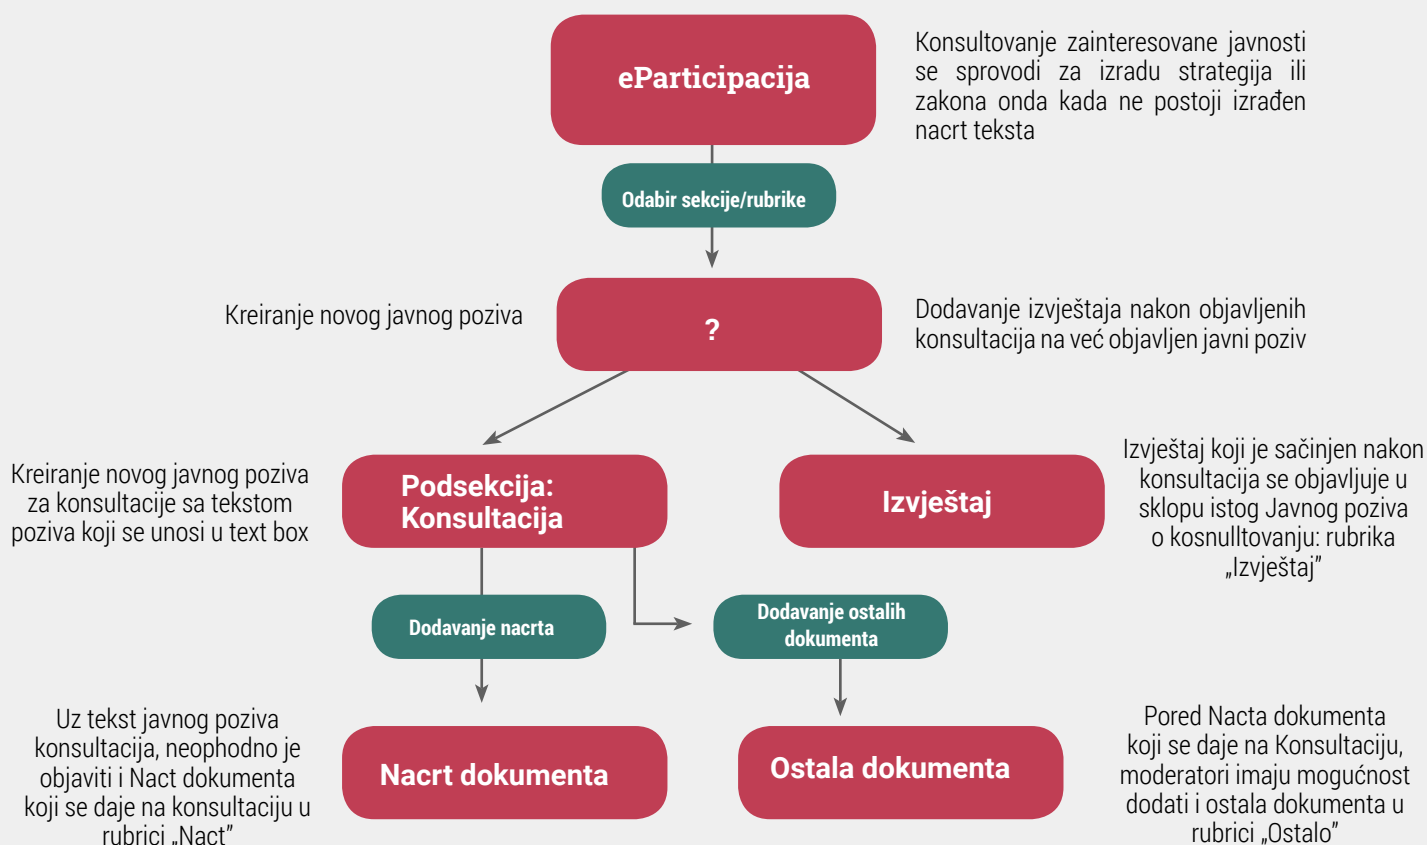 eParticipacija
Konsultovanje zainteresovane javnosti
se sprovodi za izradu strategija ili
zakona onda kada ne postoji izrađen
nacrt teksta
Odabir sekcije/rubrike
Kreiranje novog javnog poziva
?
Dodavanje izvještaja nakon objavljenih
konsultacija na već objavljen javni poziv
Kreiranje novog javnog poziva
za konsultacije sa tekstom
poziva koji se unosi u text box
Podsekcija:
Konsultacija
Izvještaj
Izvještaj koji je sačinjen nakon
konsultacija se objavljuje u
sklopu istog Javnog poziva
o kosnulltovanju: rubrika
„Izvještaj”
Dodavanje nacrta
Dodavanje ostalih
dokumenta
Uz tekst javnog poziva
konsultacija, neophodno je
objaviti i Nact dokumenta
koji se daje na konsultaciju u
rubrici „Nact”
Nacrt dokumenta
Ostala dokumenta
Pored Nacta dokumenta
koji se daje na Konsultaciju,
moderatori imaju mogućnost
dodati i ostala dokumenta u
rubrici „Ostalo”